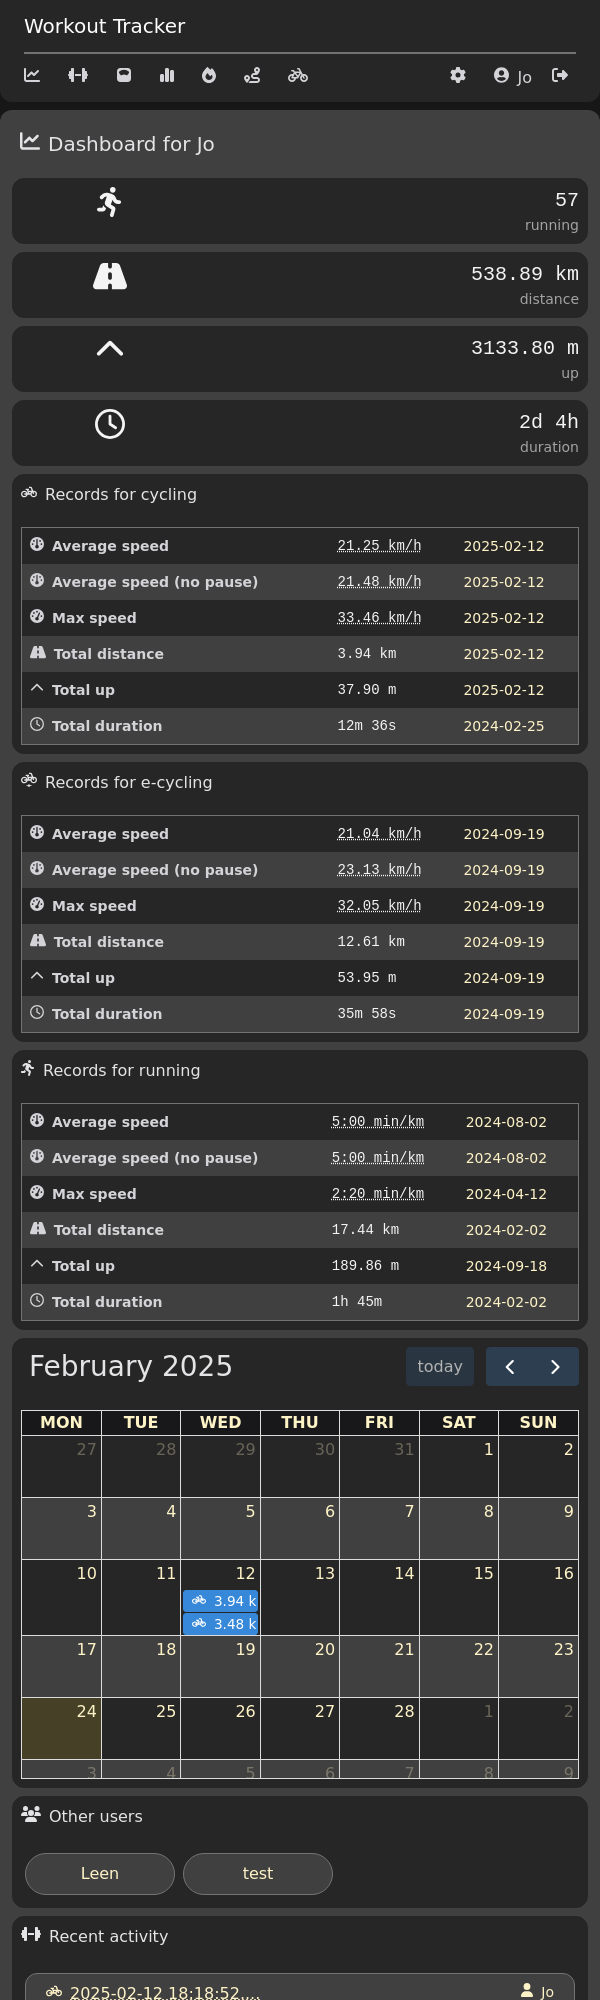 Workout Tracker
Jo
Dashboard for Jo
57
running
538.89 km
distance
3133.80 m
up
2d 4h
duration
Records for cycling
Average speed 21.25 km/h 2025-02-12
Average speed (no pause) 21.48 km/h 2025-02-12
Max speed 33.46 km/h 2025-02-12
Total distance 3.94 km 2025-02-12
Total up 37.90 m 2025-02-12
Total duration 12m 36s 2024-02-25
Records for e-cycling
Average speed 21.04 km/h 2024-09-19
Average speed (no pause) 23.13 km/h 2024-09-19
Max speed 32.05 km/h 2024-09-19
Total distance 12.61 km 2024-09-19
Total up 53.95 m 2024-09-19
Total duration 35m 58s 2024-09-19
Records for running
Average speed 5:00 min/km 2024-08-02
Average speed (no pause) 5:00 min/km 2024-08-02
Max speed 2:20 min/km 2024-04-12
Total distance 17.44 km 2024-02-02
Total up 189.86 m 2024-09-18
Total duration 1h 45m 2024-02-02
February 2025 today
MON TUE WED THU FRI SAT SUN
27 28 29 30 31 1 2
3 4 5 6 7 8 9
10 11 12 13 14 15 16
3.94 k
3.48 k
17 18 19 20 21 22 23
24 25 26 27 28 1 2
3 4 5 6 7 8 9
Other users
Leen test
Recent activity
2025-02-12 18:18:52 Jo